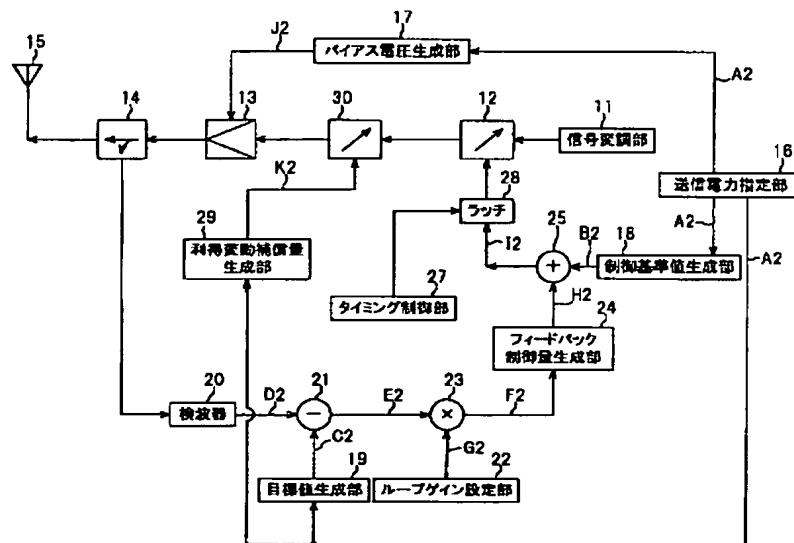 J2
17
バイアス電圧生成部
A2
15
14
13
30
12
11
信号変調部
16
送信電力指定部
K2
28
ラッチ
A2
A2
29
利得変動補償量
生成部
I2
25
+
B2
18
制御基準値生成部
27
タイミング制御部
H2
24
フィードバック
制御量生成部
20
検波器
D2
21
−
E2
23
×
F2
C2
G2
19
目標値生成部
22
ループゲイン設定部